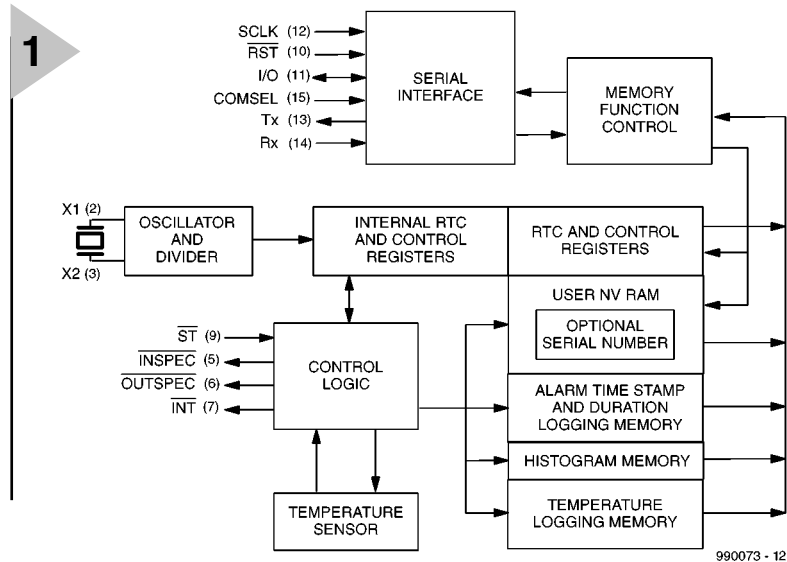 1
SCLK (12)
RST (10)
I/O (11)
COMSEL (15)
Tx (13)
Rx (14)
SERIAL
INTERFACE
MEMORY
FUNCTION
CONTROL
X1 (2)
X2 (3)
OSCILLATOR
AND
DIVIDER
INTERNAL RTC
AND CONTROL
REGISTERS
RTC AND CONTROL
REGISTERS
USER NV RAM
OPTIONAL
SERIAL NUMBER
ST (9)
INSPEC (5)
OUTSPEC (6)
INT (7)
CONTROL
LOGIC
ALARM TIME STAMP
AND DURATION
LOGGING MEMORY
HISTOGRAM MEMORY
TEMPERATURE
SENSOR
TEMPERATURE
LOGGING MEMORY
990073 - 12